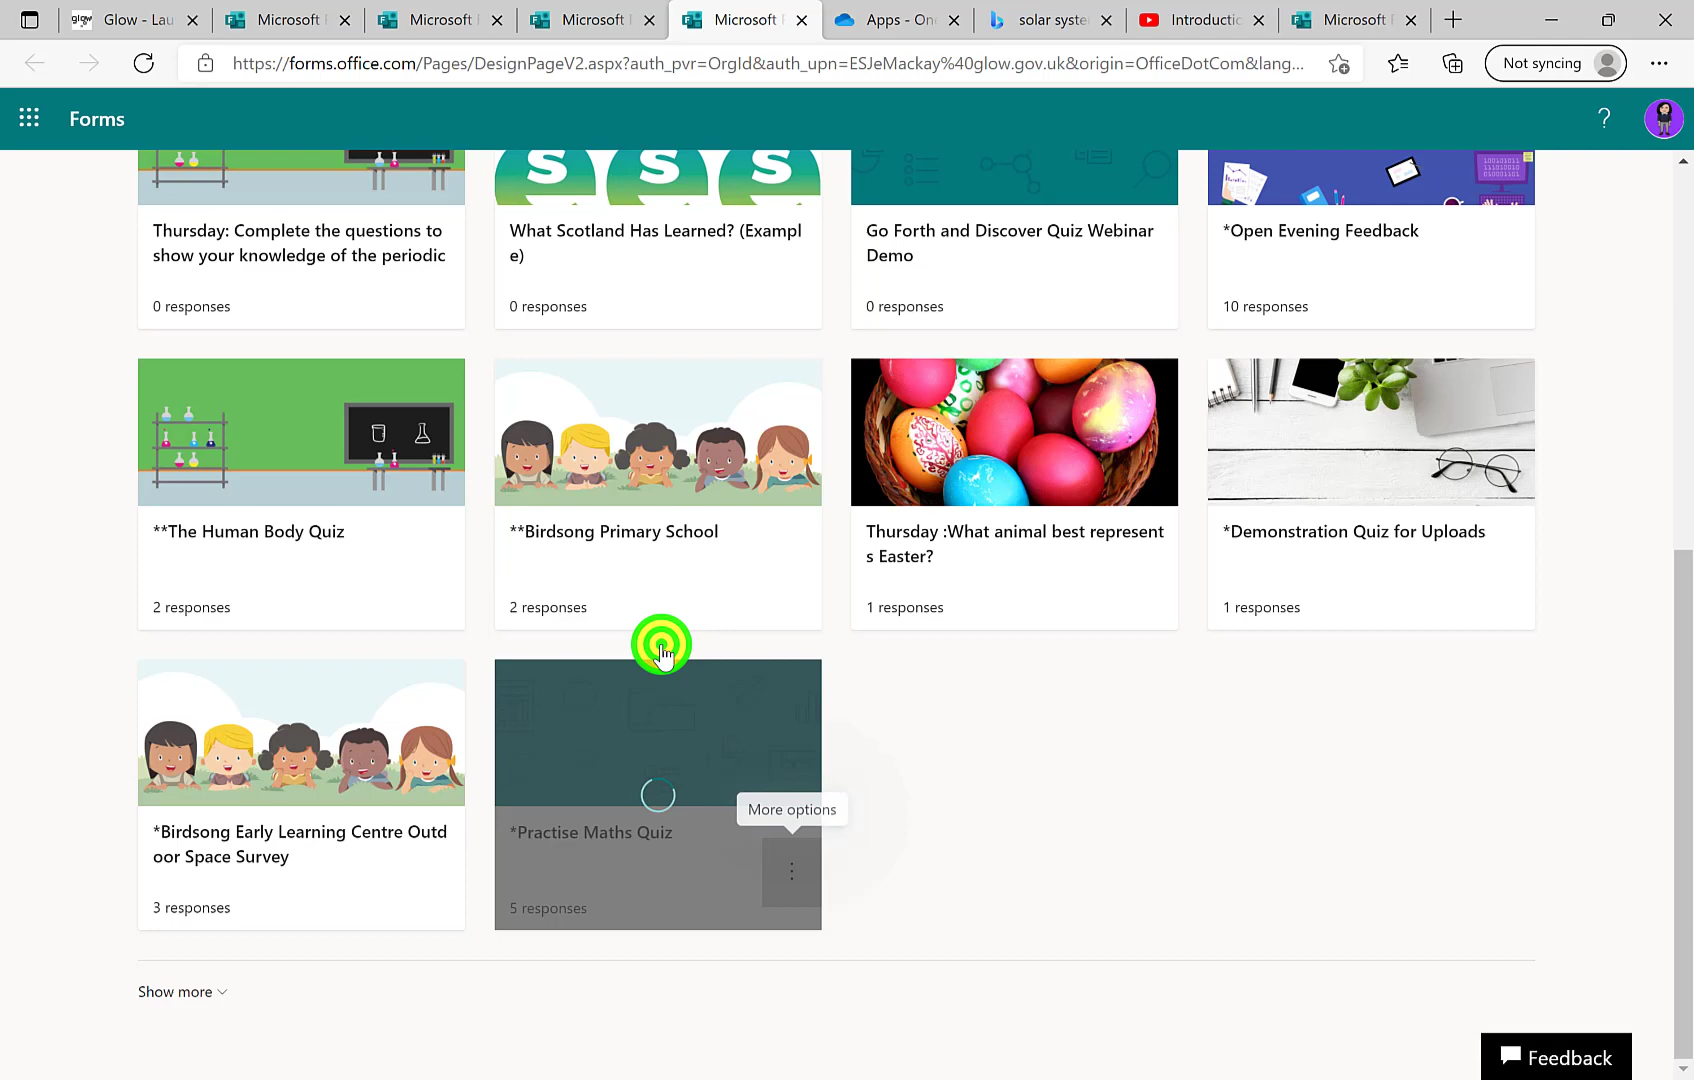 glow Glow - Lau
Microsoft
Microsoft
Microsoft
Microsoft
Apps - On
solar syste
Introductio
Microsoft
https://forms.office.com/Pages/DesignPageV2.aspx?auth_pvr=OrgId&auth_upn=ESJeMackay%40glow.gov.uk&origin=OfficeDotCom&lang...
Not syncing
Forms
?
S S S
Thursday: Complete the questions to
show your knowledge of the periodic
0 responses
What Scotland Has Learned? (Exampl
e)
0 responses
Go Forth and Discover Quiz Webinar
Demo
0 responses
*Open Evening Feedback
10 responses
**The Human Body Quiz
2 responses
**Birdsong Primary School
2 responses
Thursday :What animal best represent
s Easter?
1 responses
*Demonstration Quiz for Uploads
1 responses
*Birdsong Early Learning Centre Outd
oor Space Survey
3 responses
More options
*Practise Maths Quiz
5 responses
Show more
Feedback